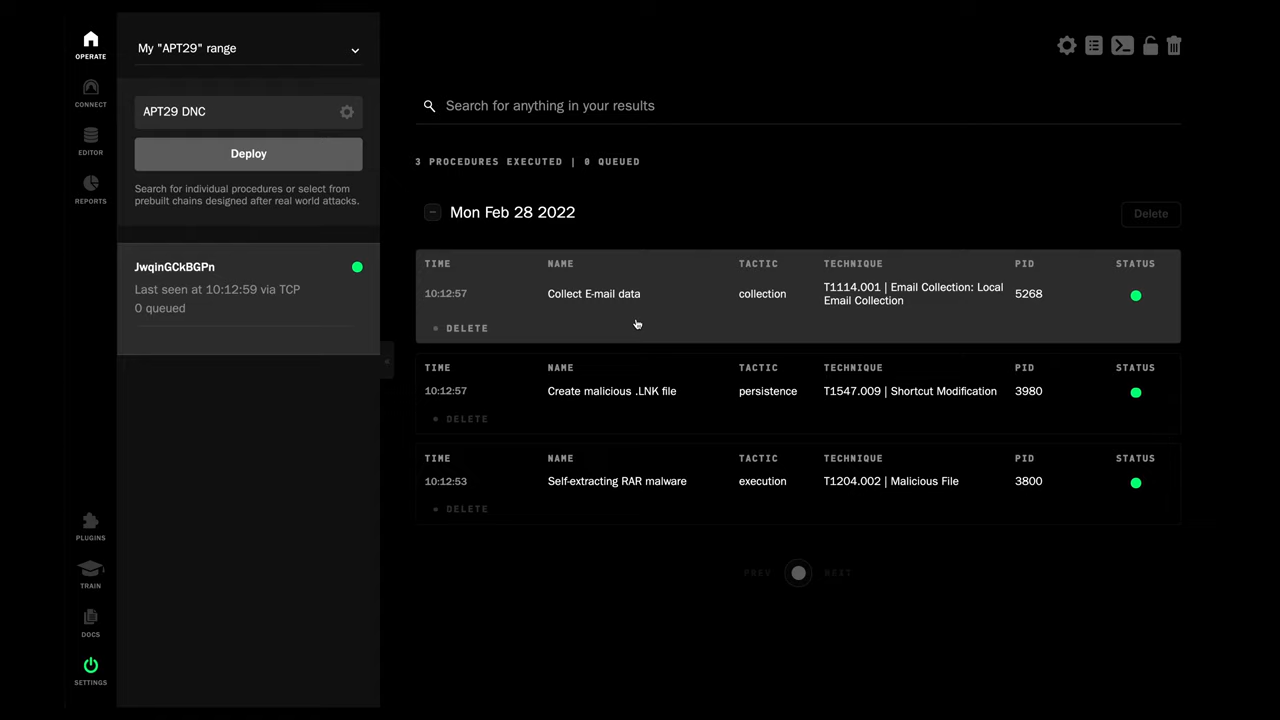 OPERATE
CONNECT
EDITOR
REPORTS
PLUGINS
TRAIN
DOCS
SETTINGS
My "APT29" range
APT29 DNC
Deploy
Search for individual procedures or select from
prebuilt chains designed after real world attacks.
JwqinGCkBGPn
Last seen at 10:12:59 via TCP
0 queued
Search for anything in your results
3 PROCEDURES EXECUTED | 0 QUEUED
Mon Feb 28 2022
Delete
TIME NAME TACTIC TECHNIQUE PID STATUS
10:12:57 Collect E-mail data collection T1114.001 | Email Collection: Local 5268
Email Collection
DELETE
TIME NAME TACTIC TECHNIQUE PID STATUS
10:12:57 Create malicious .LNK file persistence T1547.009 | Shortcut Modification 3980
DELETE
TIME NAME TACTIC TECHNIQUE PID STATUS
10:12:53 Self-extracting RAR malware execution T1204.002 | Malicious File 3800
DELETE
PREV NEXT